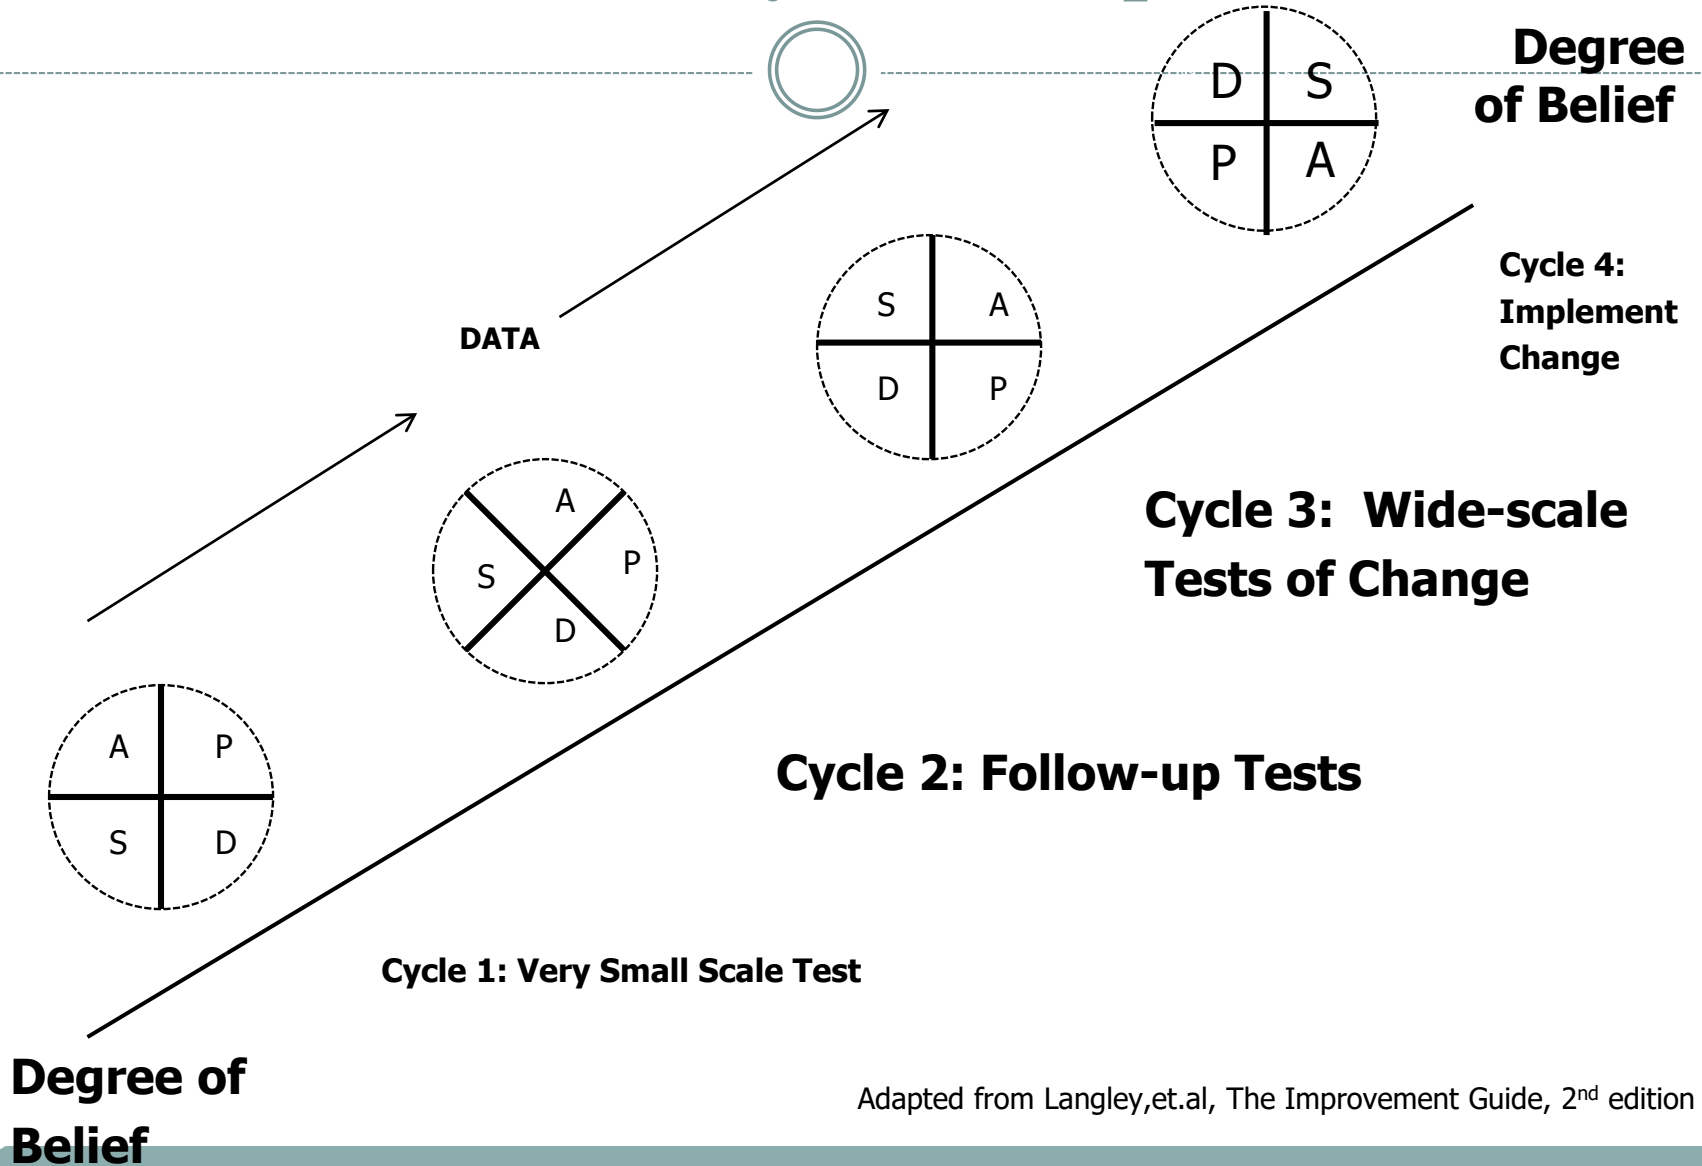 Degree
of Belief
D S
P A
Cycle 4:
Implement
Change
S A
D P
DATA
A
S P
D
Cycle 3: Wide-scale
Tests of Change
A P
S D
Cycle 2: Follow-up Tests
Cycle 1: Very Small Scale Test
Degree of
Belief
Adapted from Langley,et.al, The Improvement Guide, 2nd edition